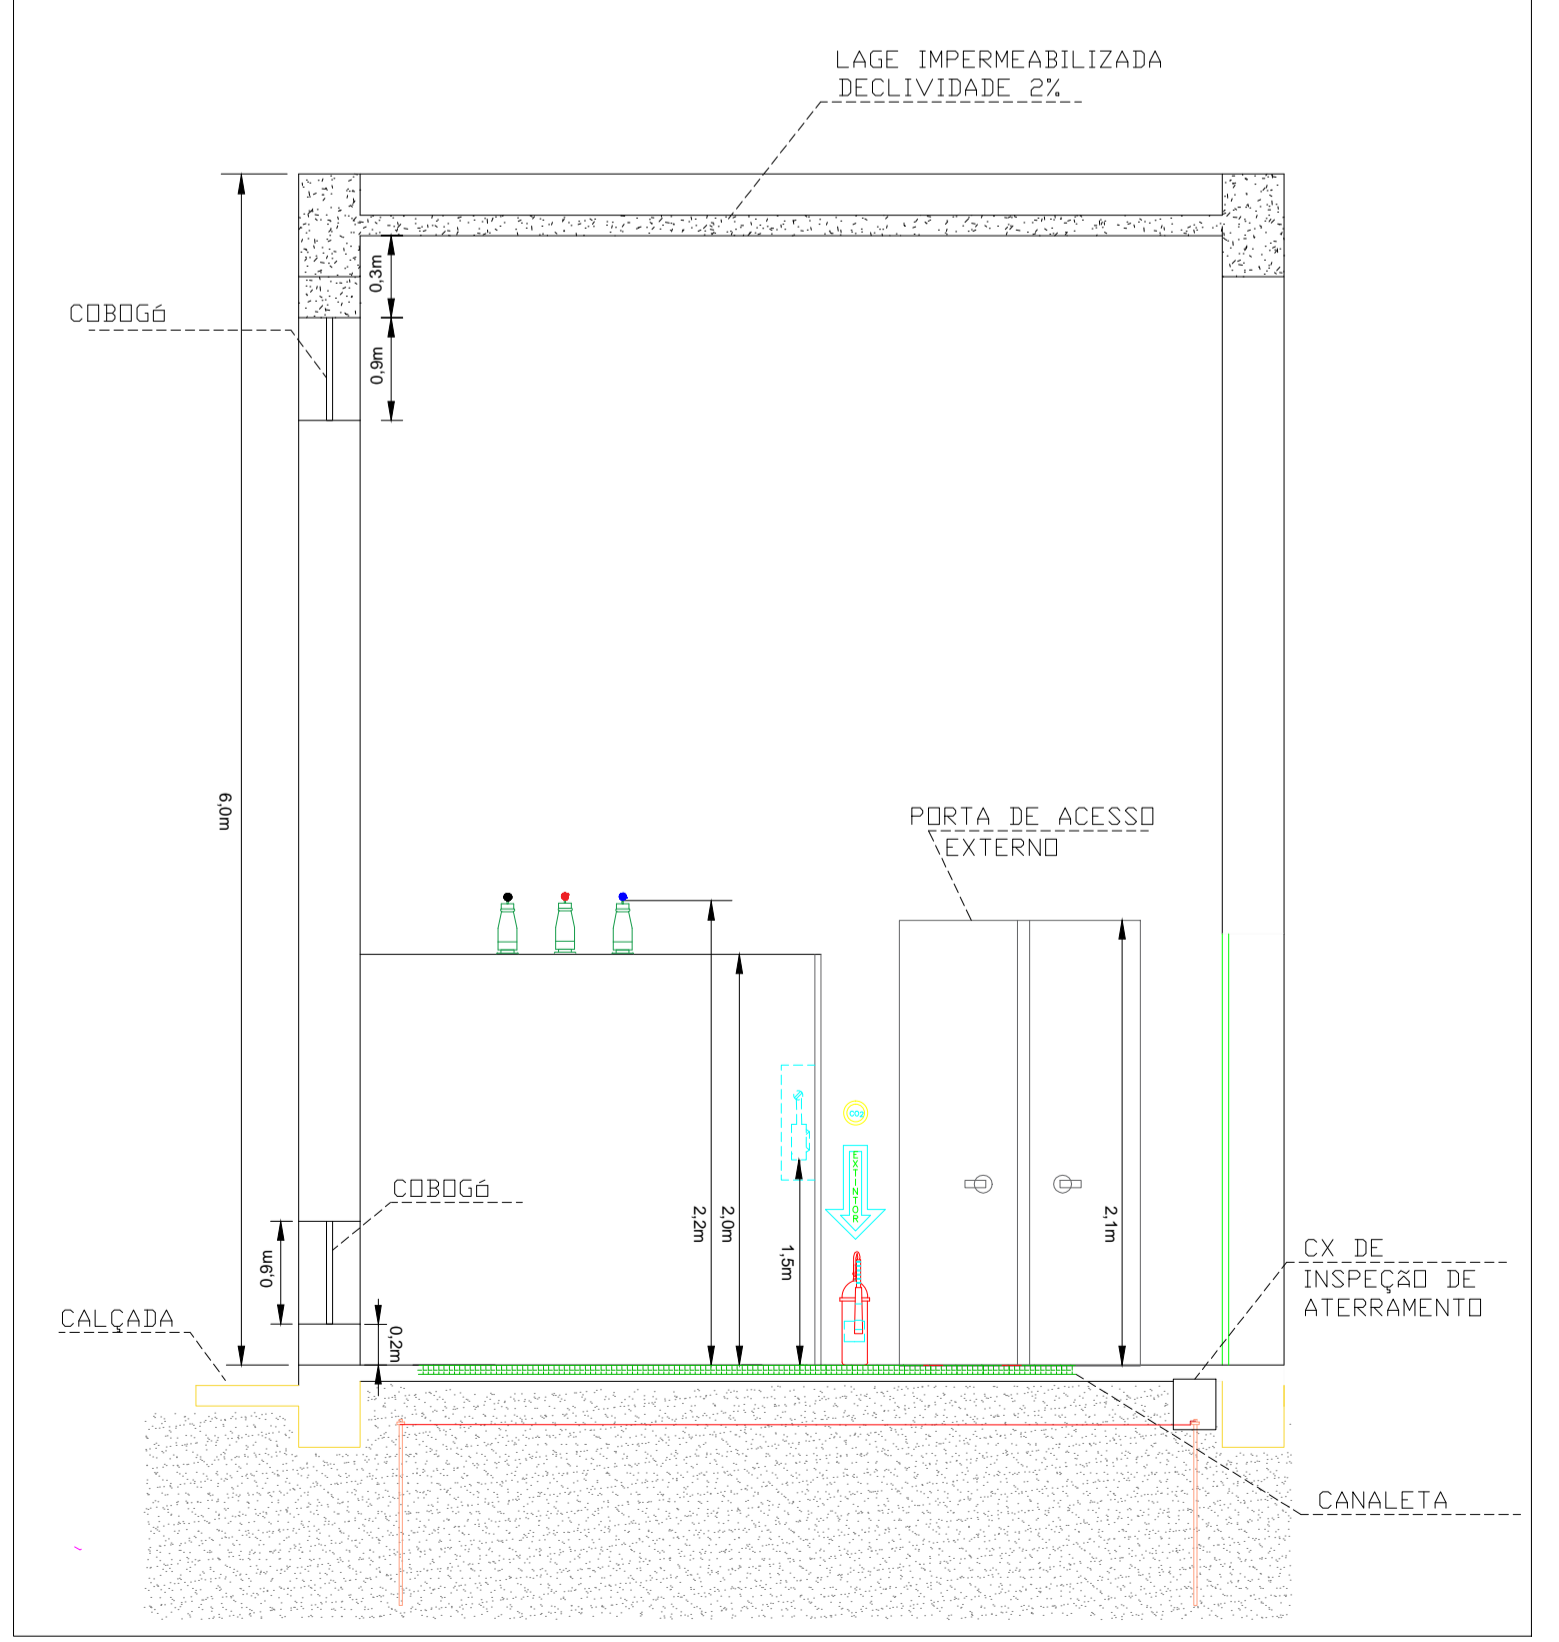 LAGE IMPERMEABILIZADA
DECLIVIDADE 2%
0,3m
COBOGó
0,9m
6,0m
PORTA DE ACESSO
EXTERNO
CO2
EXTINTOR
COBOGó
2,2m
2,0m
1,5m
2,1m
0,9m
CX DE
INSPEÇãO DE
ATERRAMENTO
CALÇADA
0,2m
CANALETA